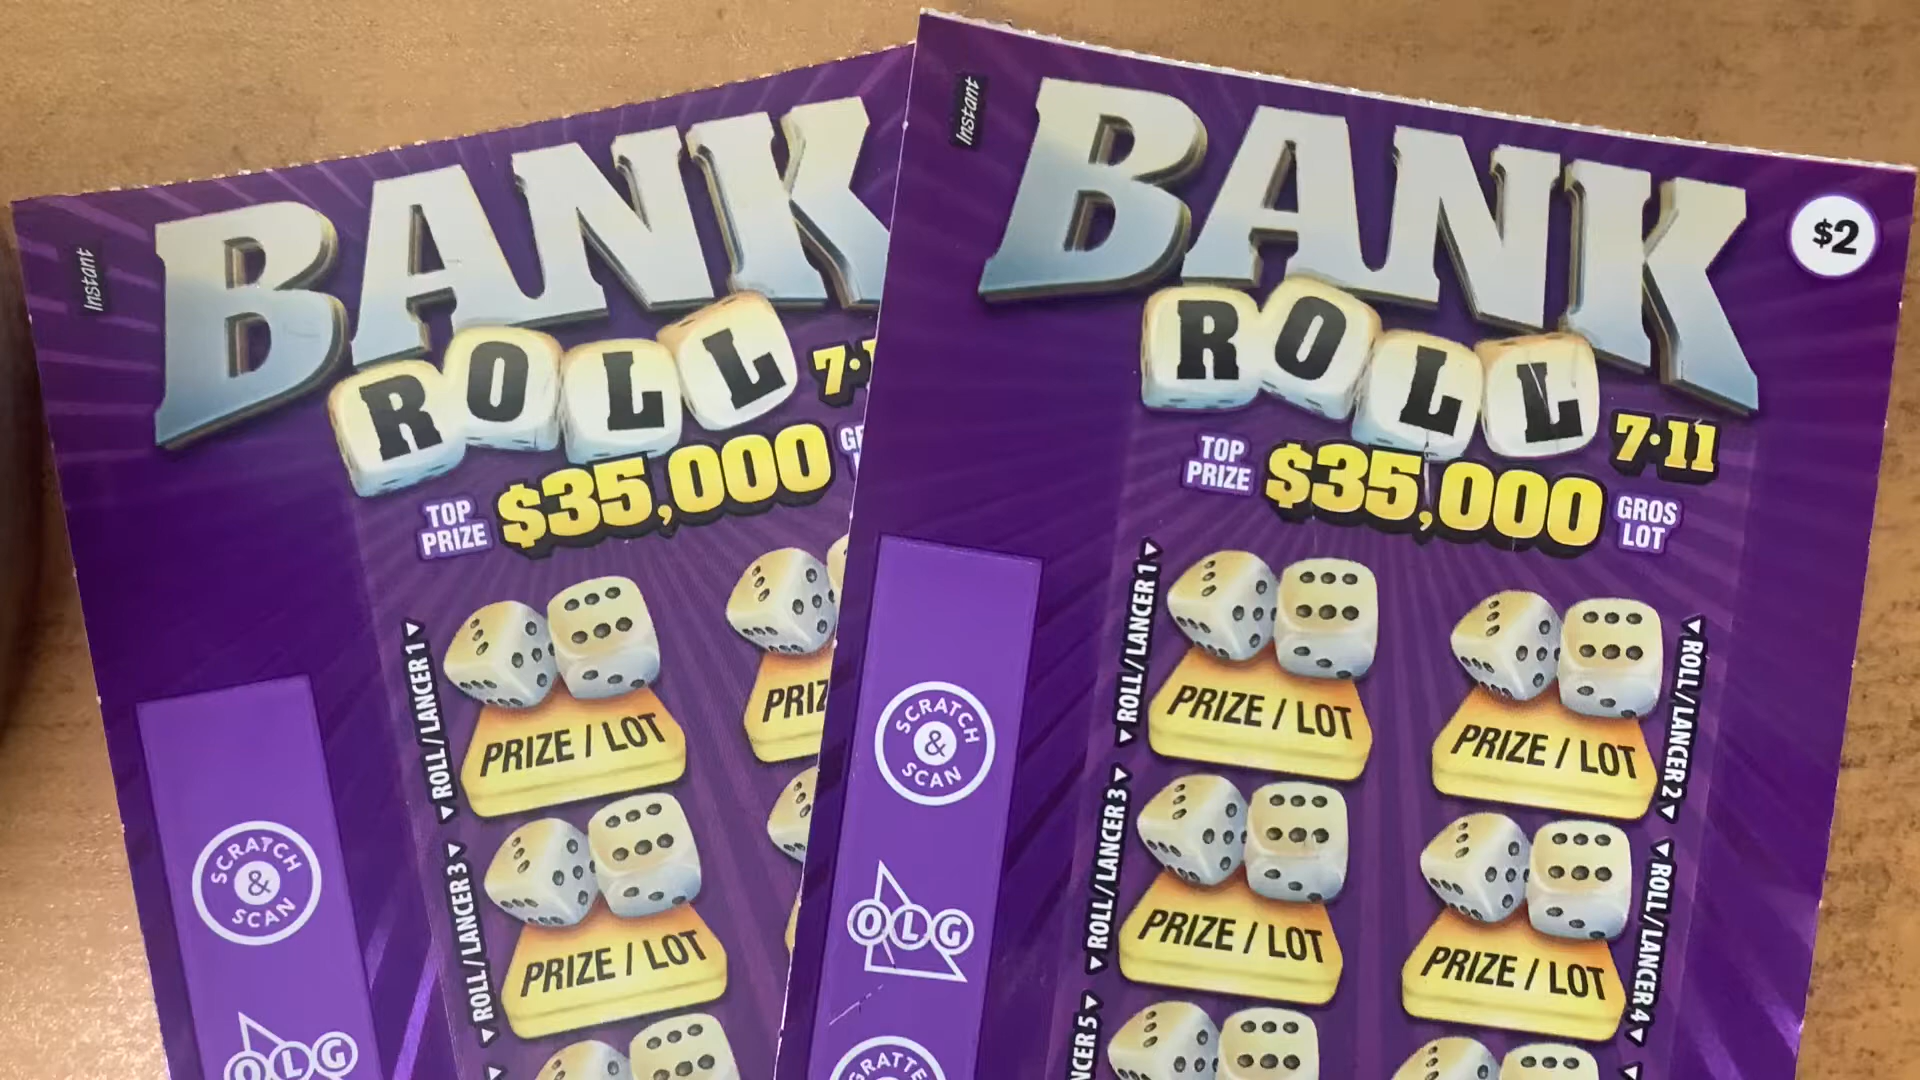 Instant
BANK
ROLL
TOP
PRIZE
$35,000
ROLL/LANCER 1
PRIZE / LOT
ROLL/LANCER 3
PRIZE / LOT
SCRATCH
&
SCAN
OLG
Instant
BANK
$2
ROLL
7·11
TOP
PRIZE
$35,000
GROS
LOT
ROLL/LANCER 1
PRIZE / LOT
PRIZE / LOT
ROLL/LANCER 2
SCRATCH
&
SCAN
ROLL/LANCER 3
PRIZE / LOT
PRIZE / LOT
ROLL/LANCER 4
OLG